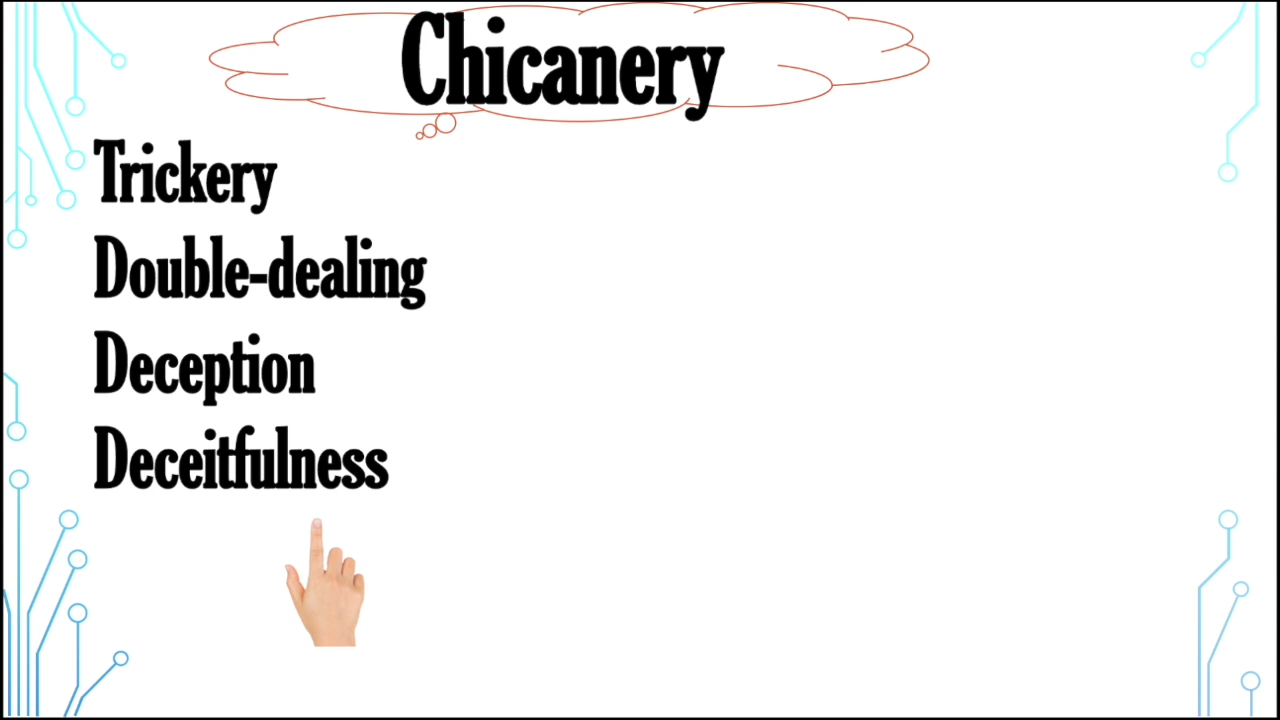 Chicanery
Trickery
Double-dealing
Deception
Deceitfulness